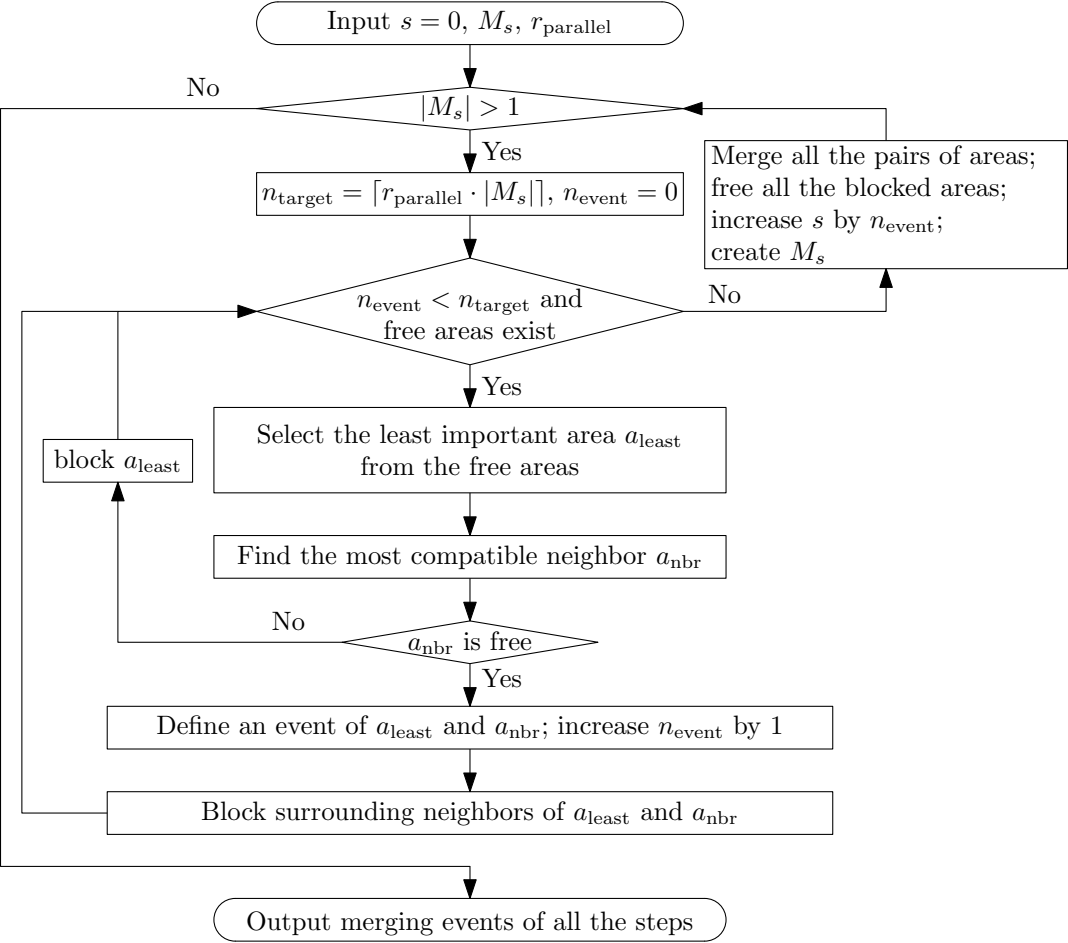 Input s = 0, M_s, r_parallel
No
|M_s| > 1
Yes
Merge all the pairs of areas;
free all the blocked areas;
increase s by n_event;
create M_s
n_target = ⌈r_parallel · |M_s|⌉, n_event = 0
No
n_event < n_target and
free areas exist
Yes
Select the least important area a_least
from the free areas
block a_least
Find the most compatible neighbor a_nbr
No
a_nbr is free
Yes
Define an event of a_least and a_nbr; increase n_event by 1
Block surrounding neighbors of a_least and a_nbr
Output merging events of all the steps